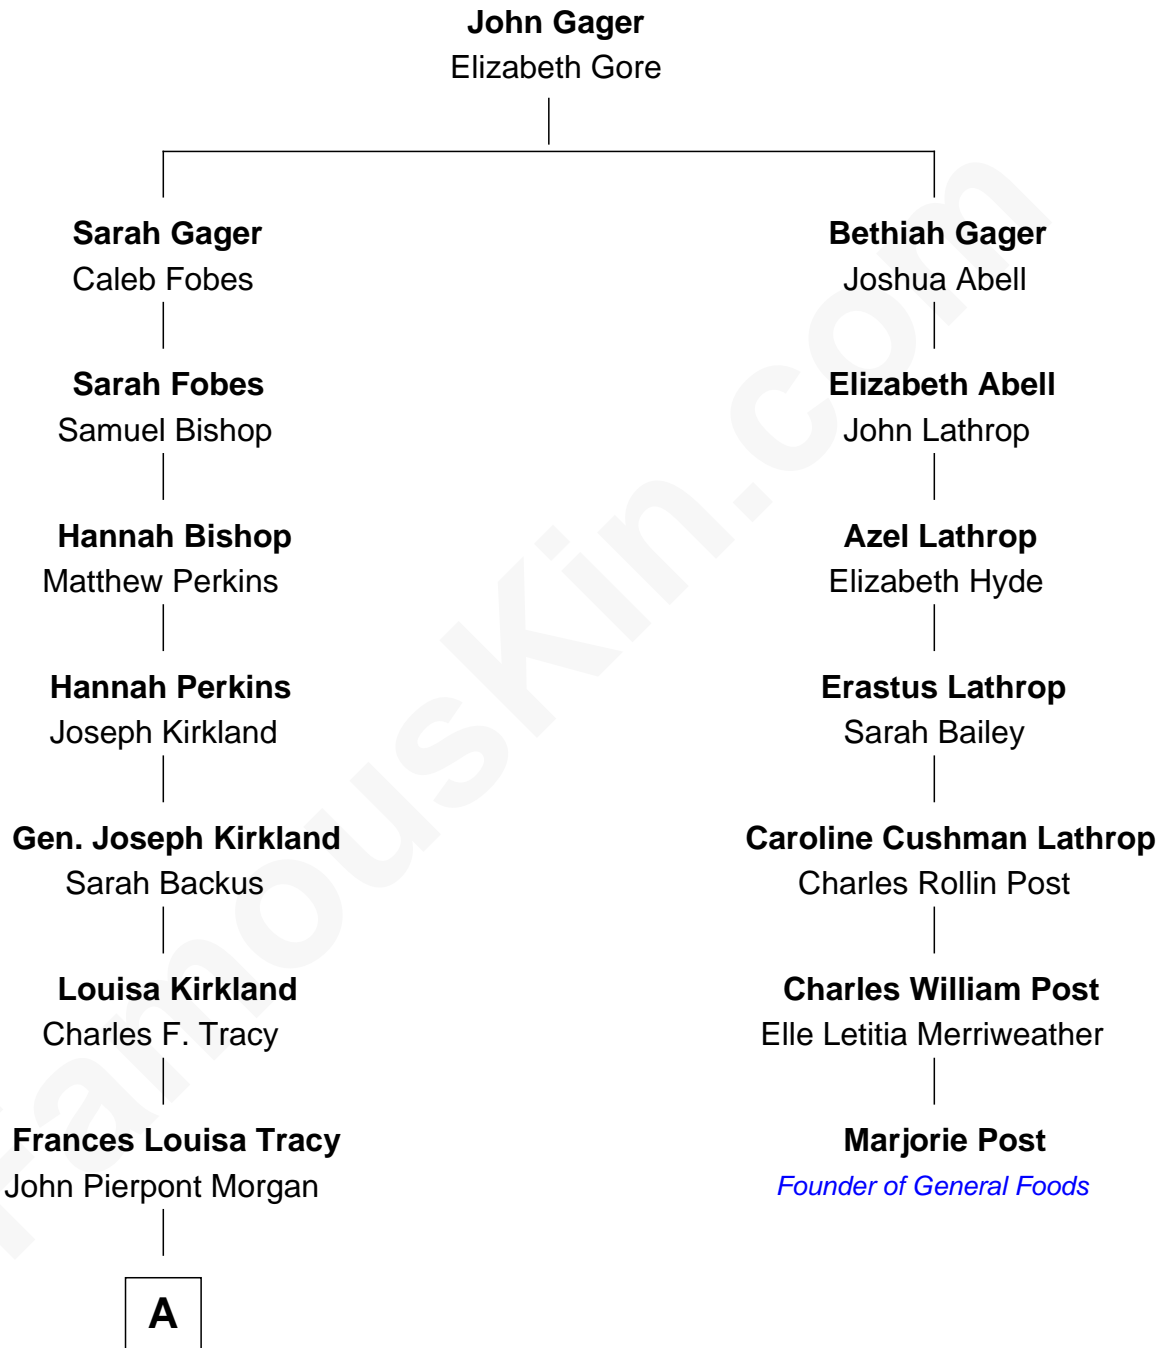 John Gager
Elizabeth Gore
Sarah Gager
Caleb Fobes
Bethiah Gager
Joshua Abell
Sarah Fobes
Samuel Bishop
Elizabeth Abell
John Lathrop
Hannah Bishop
Matthew Perkins
Azel Lathrop
Elizabeth Hyde
Hannah Perkins
Joseph Kirkland
Erastus Lathrop
Sarah Bailey
Gen. Joseph Kirkland
Sarah Backus
Caroline Cushman Lathrop
Charles Rollin Post
Louisa Kirkland
Charles F. Tracy
Charles William Post
Elle Letitia Merriweather
Frances Louisa Tracy
John Pierpont Morgan
Marjorie Post
Founder of General Foods
A
FamousKin.com